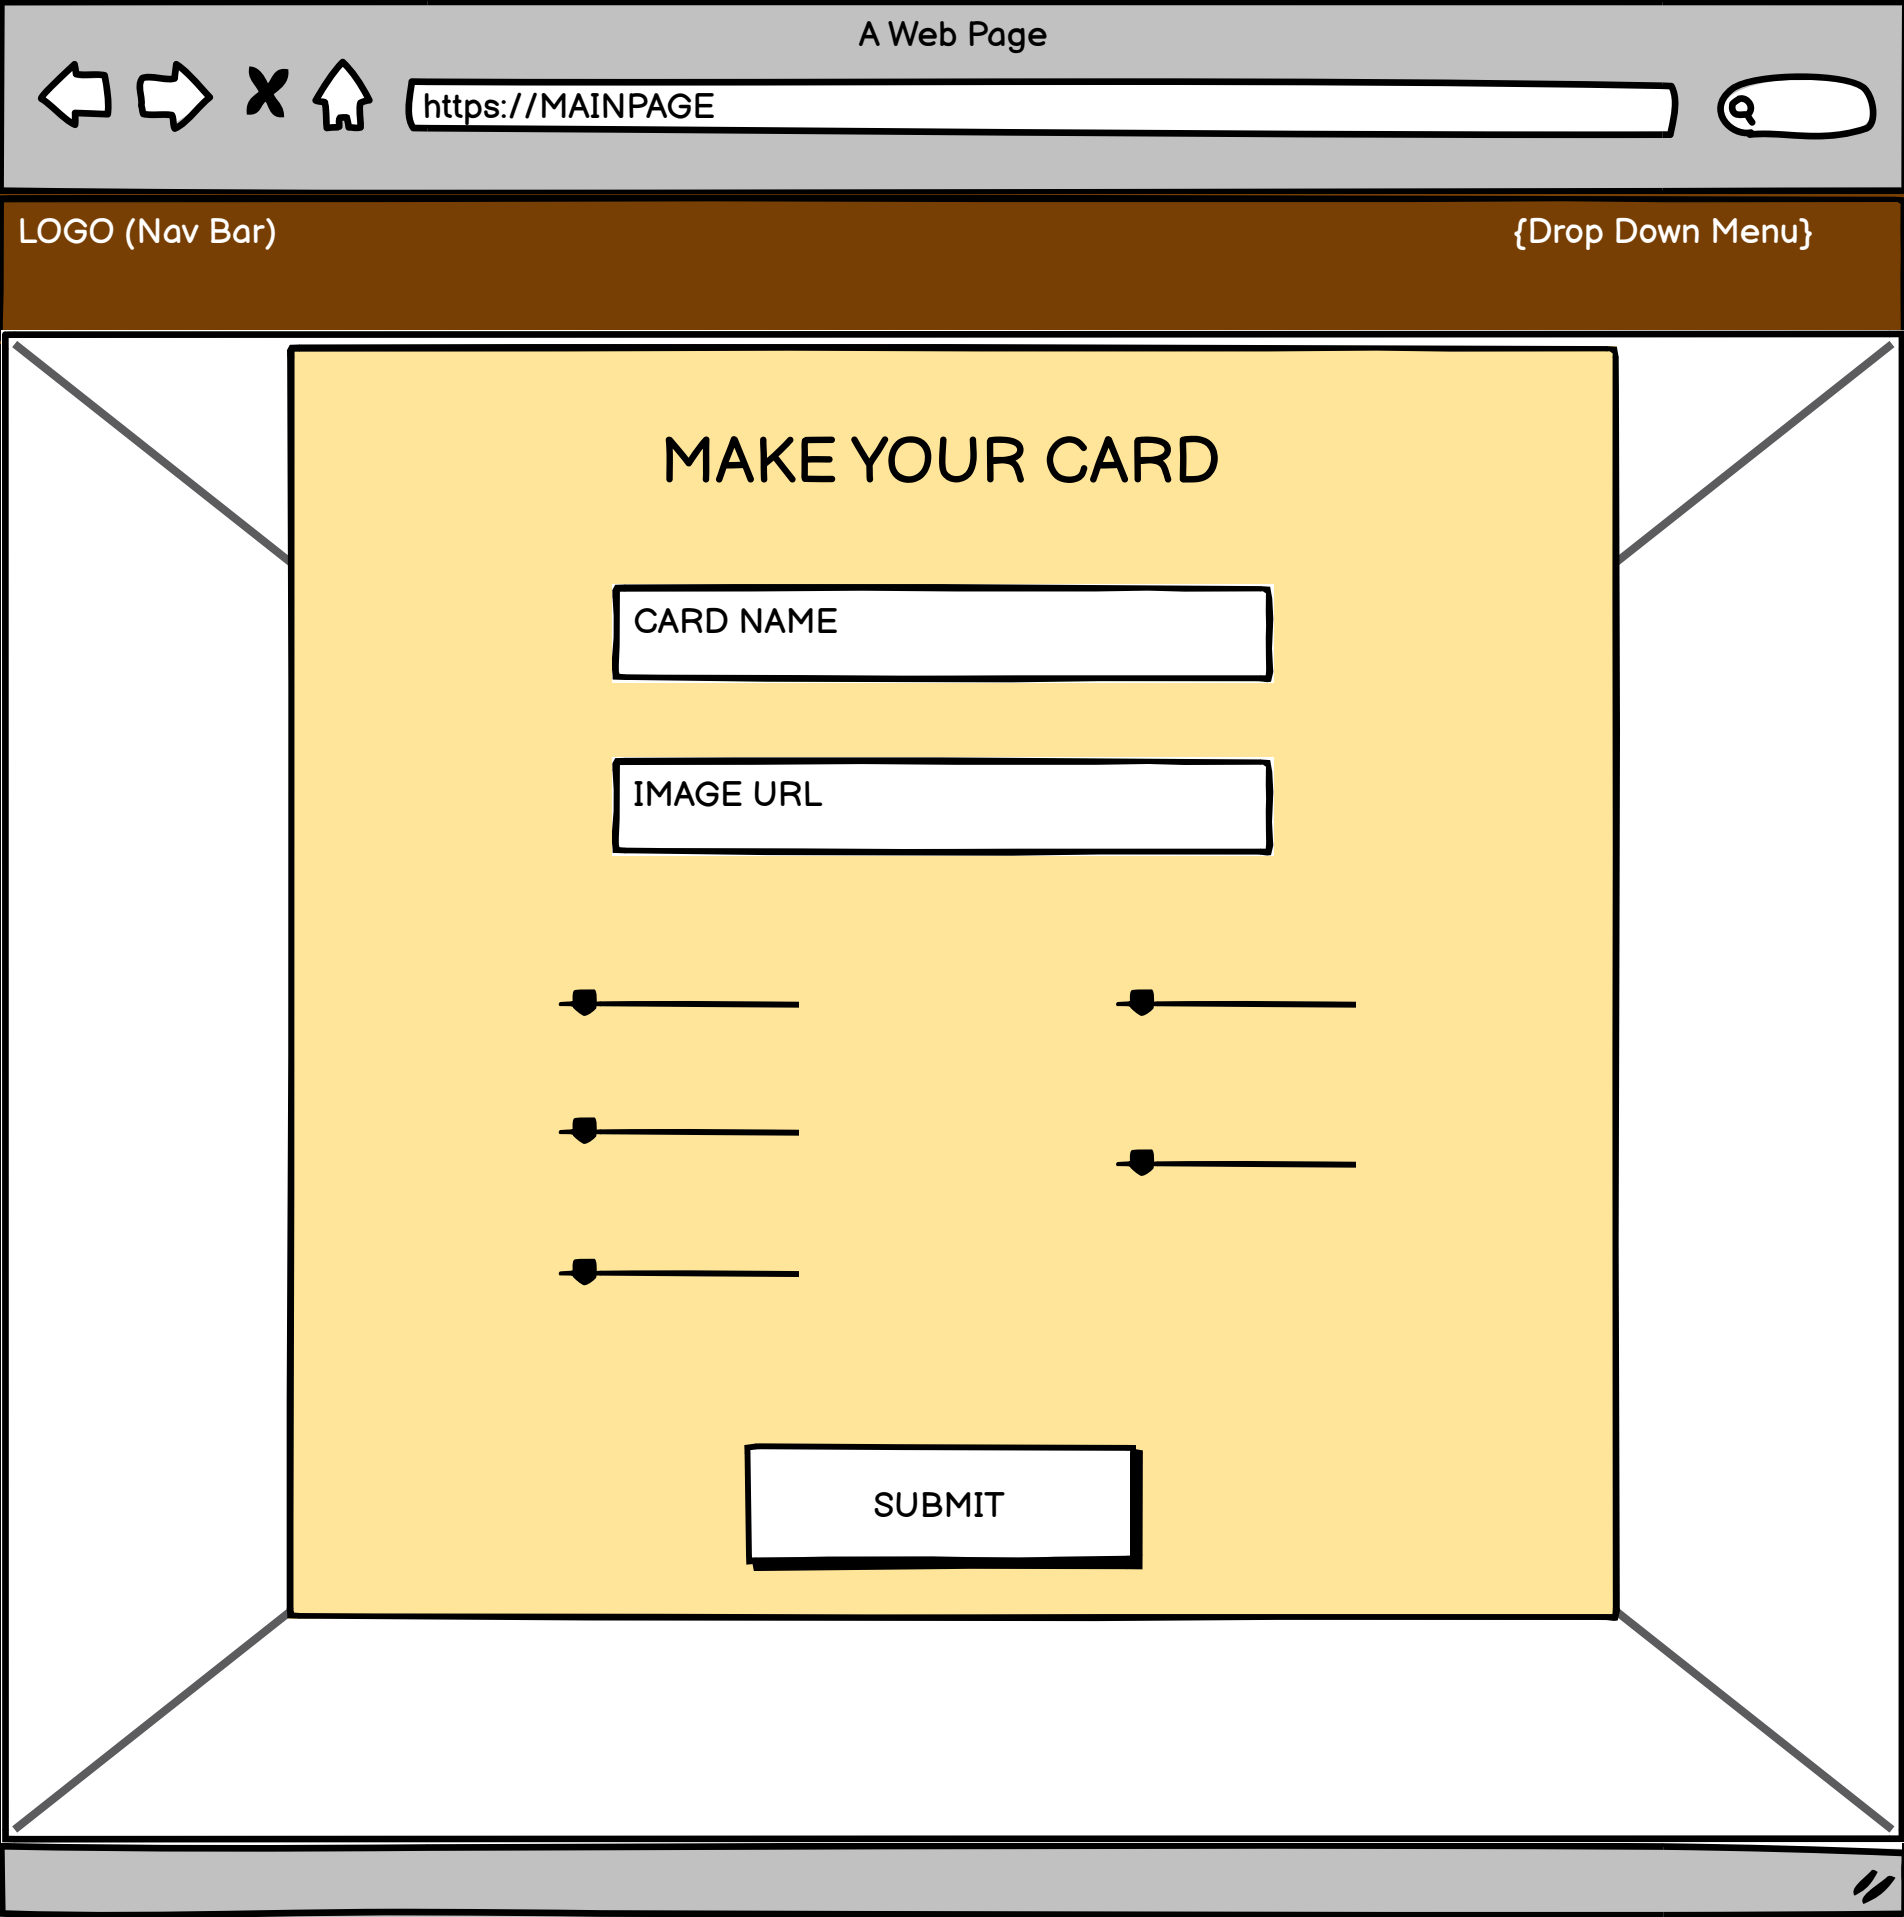 A Web Page
https://MAINPAGE
LOGO (Nav Bar)
{Drop Down Menu}
MAKE YOUR CARD
CARD NAME
IMAGE URL
SUBMIT